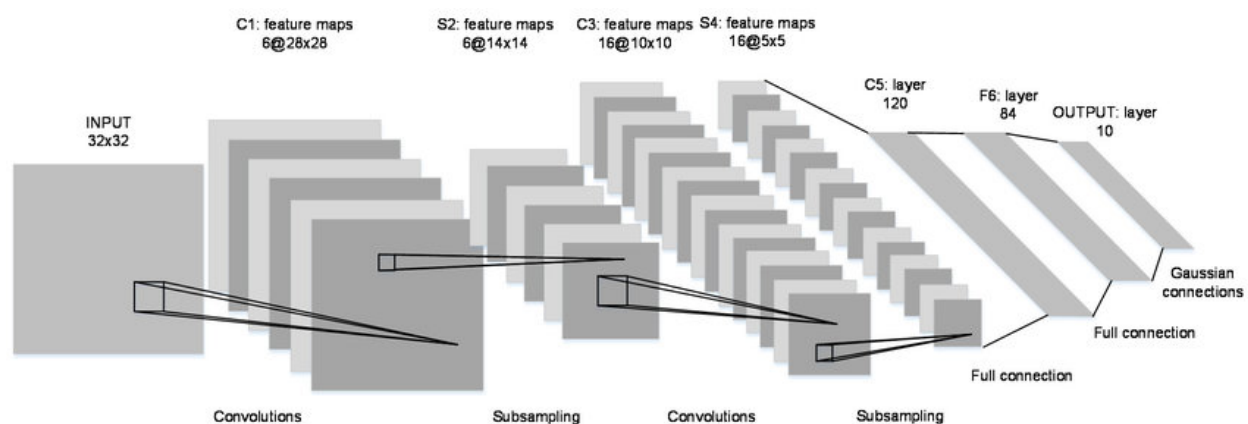 C1: feature maps
6@28x28
S2: feature maps
6@14x14
C3: feature maps
16@10x10
S4: feature maps
16@5x5
INPUT
32x32
C5: layer
120
F6: layer
84
OUTPUT: layer
10
Gaussian
connections
Full connection
Full connection
Convolutions
Subsampling
Convolutions
Subsampling